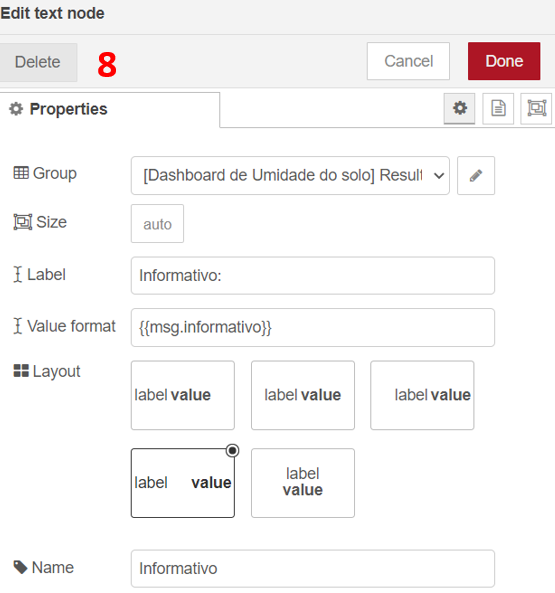 Edit text node
Delete
8
Cancel
Done
Properties
Group
[Dashboard de Umidade do solo] Result
Size
auto
Label
Informativo:
Value format
{{msg.informativo}}
Layout
label value
label value
label value
label value
label
value
Name
Informativo